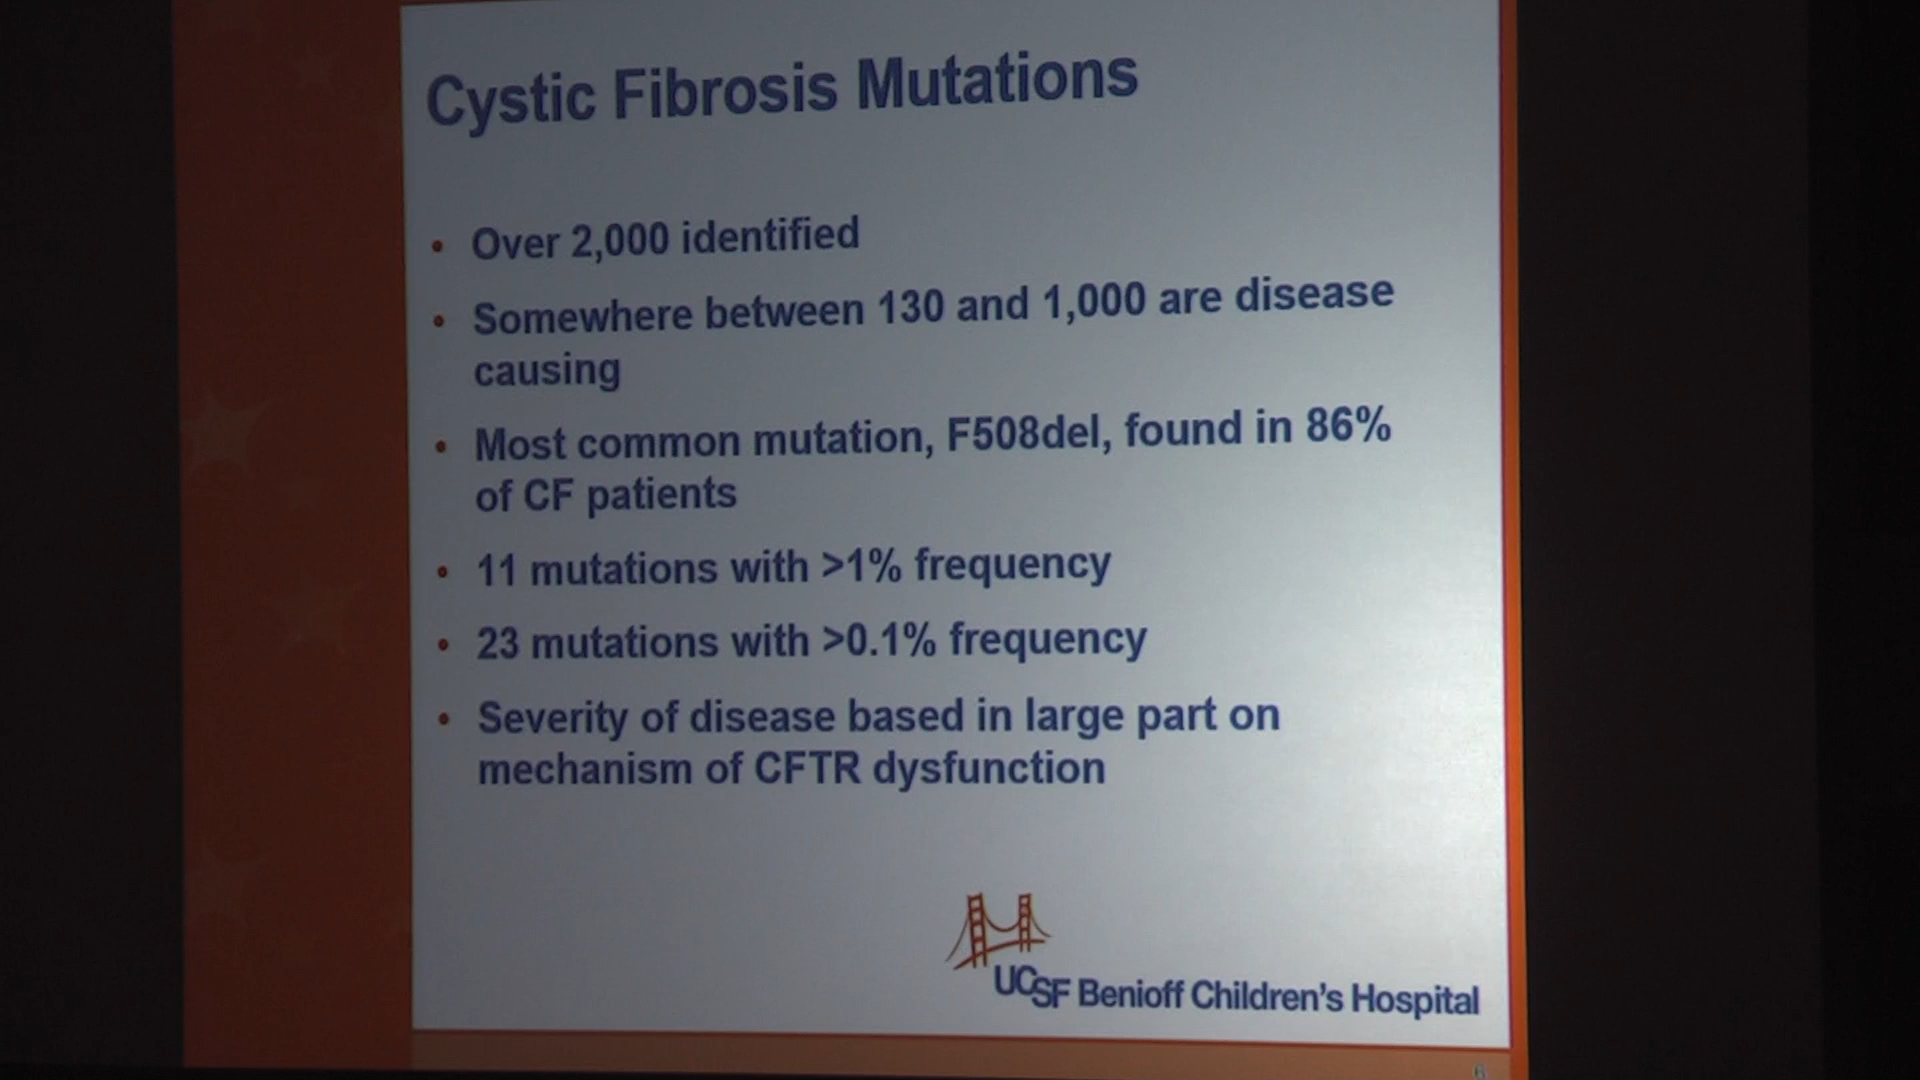 Cystic Fibrosis Mutations
• Over 2,000 identified
• Somewhere between 130 and 1,000 are disease
causing
• Most common mutation, F508del, found in 86%
of CF patients
• 11 mutations with >1% frequency
• 23 mutations with >0.1% frequency
• Severity of disease based in large part on
mechanism of CFTR dysfunction
UCSF Benioff Children's Hospital
6